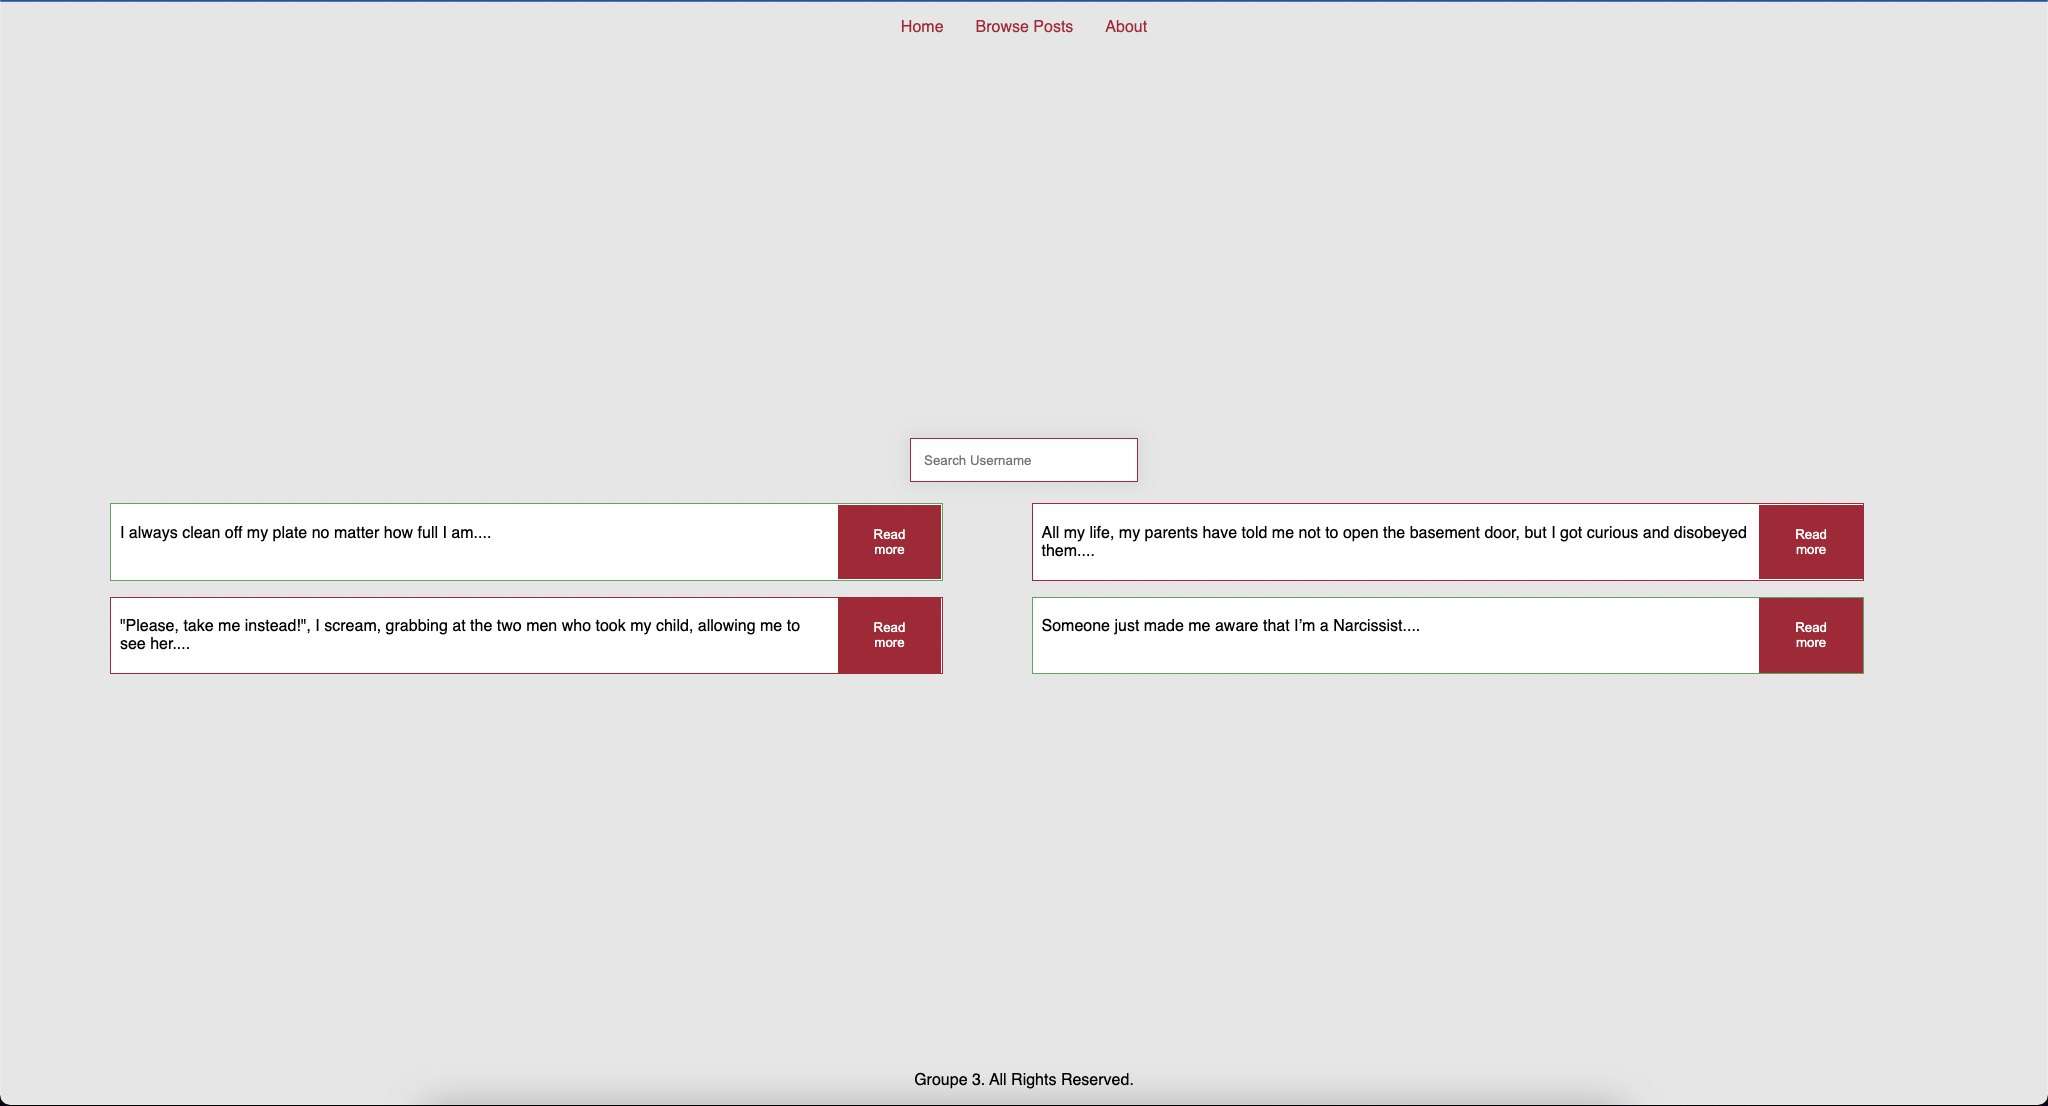 Home Browse Posts About
Search Username
I always clean off my plate no matter how full I am....
Read
more
All my life, my parents have told me not to open the basement door, but I got curious and disobeyed
them....
Read
more
"Please, take me instead!", I scream, grabbing at the two men who took my child, allowing me to
see her....
Read
more
Someone just made me aware that I’m a Narcissist....
Read
more
Groupe 3. All Rights Reserved.